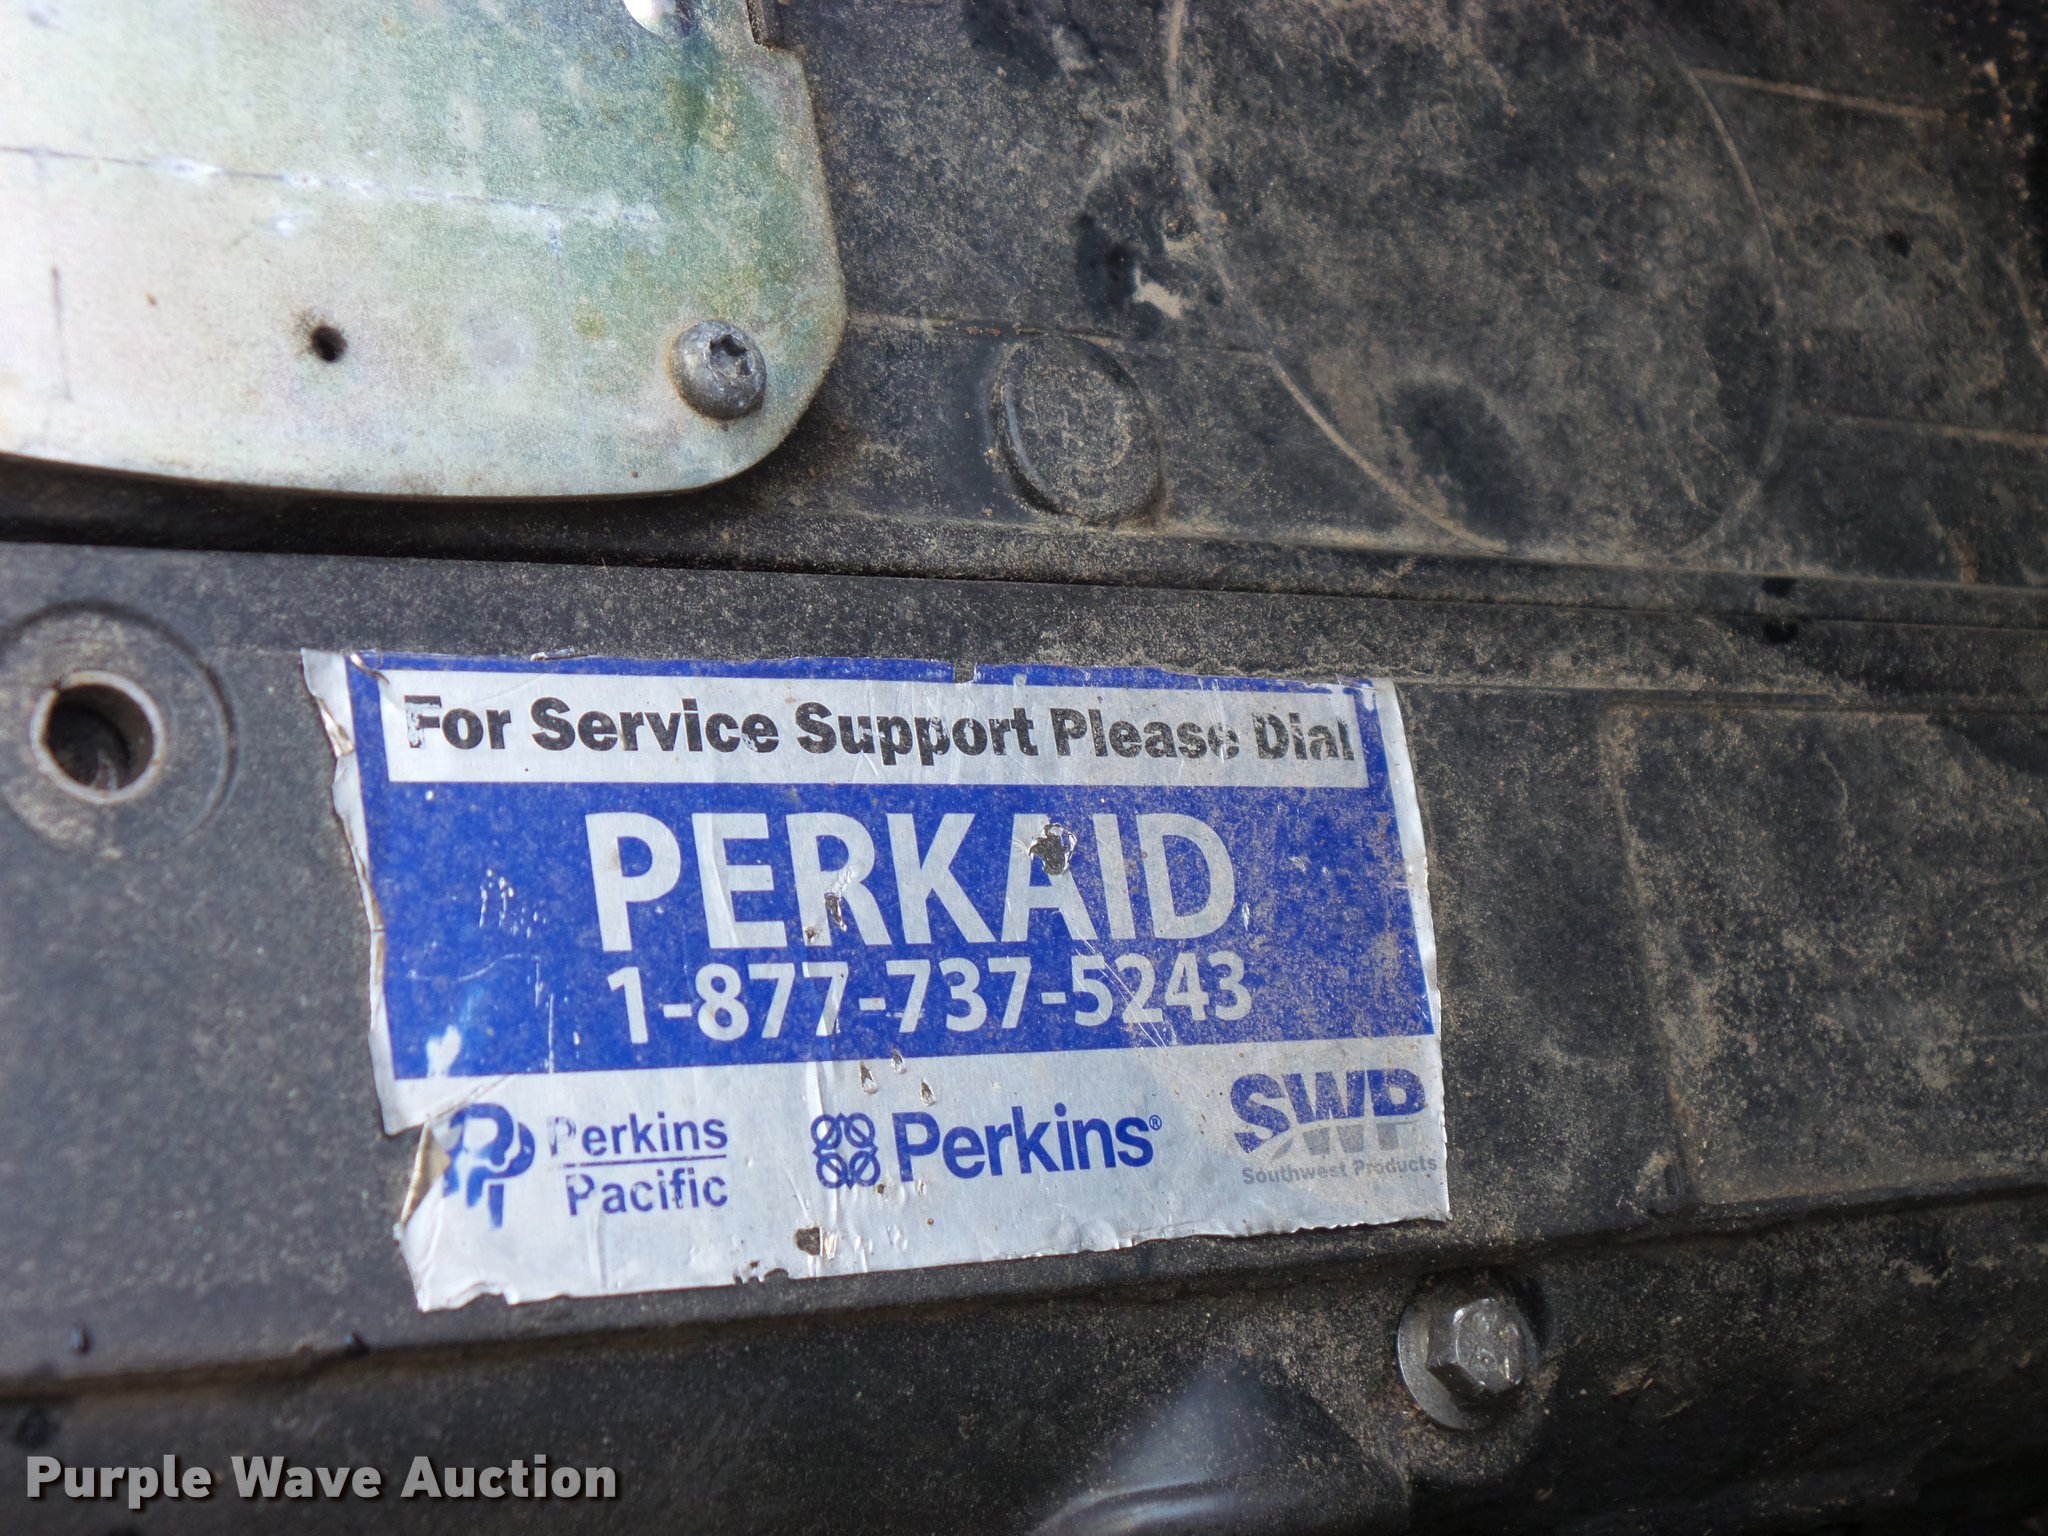 For Service Support Please Dial
PERKAID
1-877-737-5243
Perkins
Pacific
Perkins®
SWP
Southwest Products
Purple Wave Auction